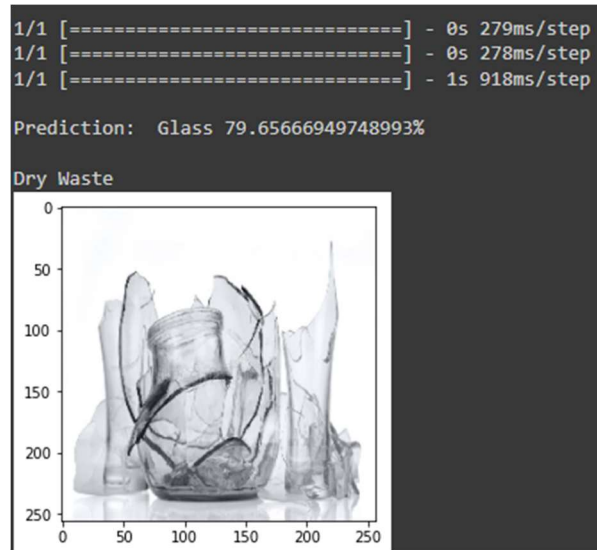 1/1 [==============================] - 0s 279ms/step
1/1 [==============================] - 0s 278ms/step
1/1 [==============================] - 1s 918ms/step
Prediction:  Glass 79.65666949748993%
Dry Waste
0
50
100
150
200
250
0 50 100 150 200 250